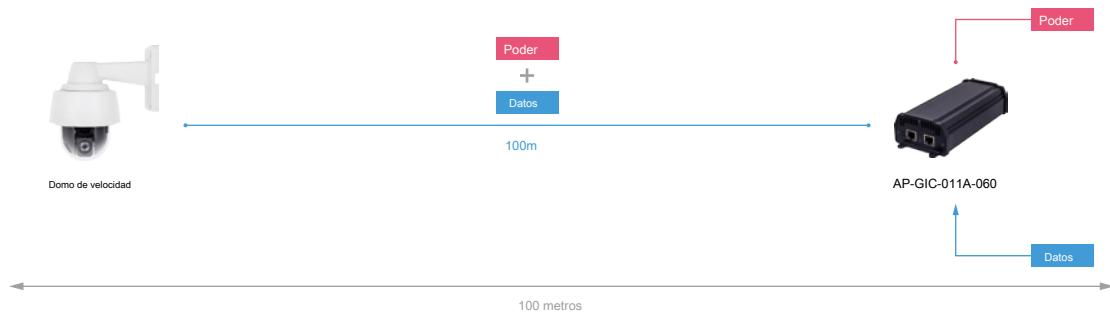 Poder
Poder
+
Datos
100m
Domo de velocidad
AP-GIC-011A-060
Datos
100 metros